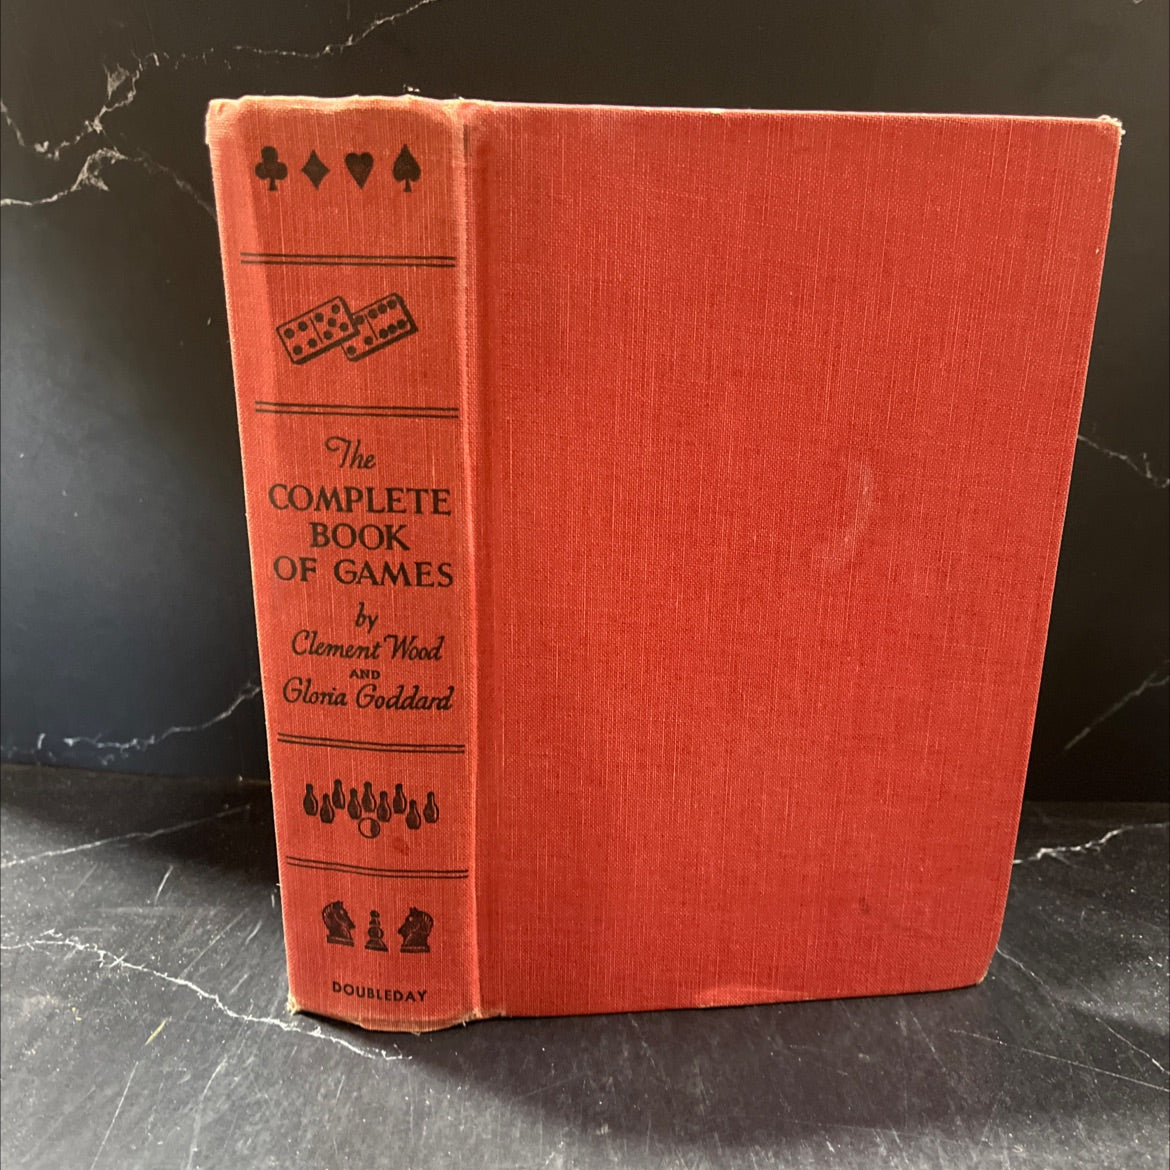 The
COMPLETE
BOOK
OF GAMES
by
Clement Wood
AND
Gloria Goddard
DOUBLEDAY